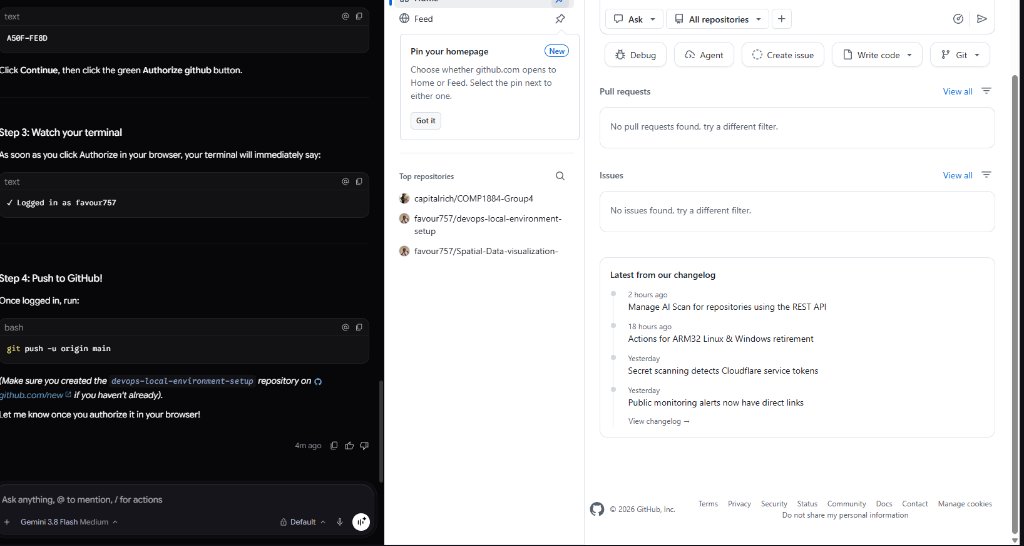 text
A50F-FE8D
Click Continue, then click the green Authorize github button.
Step 3: Watch your terminal
As soon as you click Authorize in your browser, your terminal will immediately say:
text
✓ Logged in as favour757
Step 4: Push to GitHub!
Once logged in, run:
bash
git push -u origin main
(Make sure you created the devops-local-environment-setup repository on
github.com/new if you haven't already).
Let me know once you authorize it in your browser!
4m ago
Ask anything, @ to mention, / for actions
Gemini 3.8 Flash Medium
Default
Feed
Pin your homepage
New
Choose whether github.com opens to
Home or Feed. Select the pin next to
either one.
Got it
Top repositories
capitalrich/COMP1884-Group4
favour757/devops-local-environment-
setup
favour757/Spatial-Data-visualization-
Ask
All repositories
Debug
Agent
Create issue
Write code
Git
Pull requests
View all
No pull requests found, try a different filter.
Issues
View all
No issues found, try a different filter.
Latest from our changelog
2 hours ago
Manage AI Scan for repositories using the REST API
18 hours ago
Actions for ARM32 Linux & Windows retirement
Yesterday
Secret scanning detects Cloudflare service tokens
Yesterday
Public monitoring alerts now have direct links
View changelog →
© 2026 GitHub, Inc.
Terms Privacy Security Status Community Docs Contact Manage cookies
Do not share my personal information